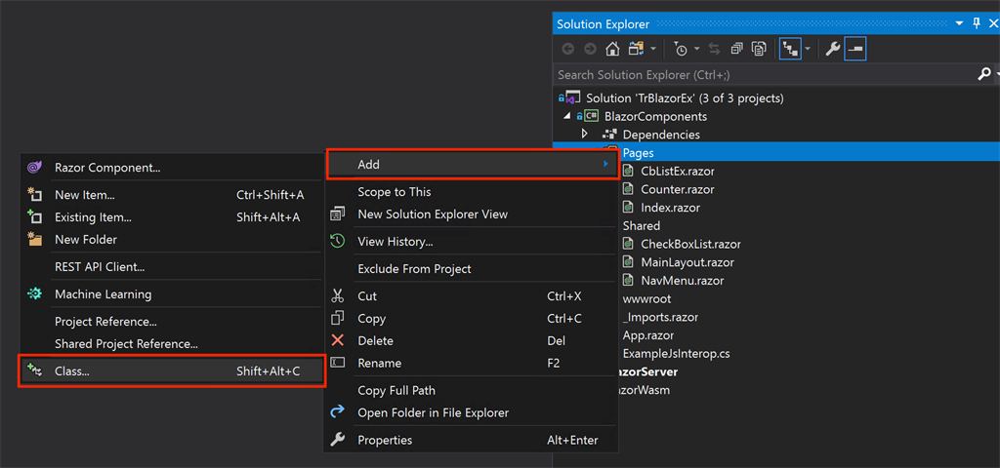 Solution Explorer
Search Solution Explorer (Ctrl+;)
Solution 'TrBlazorEx' (3 of 3 projects)
C# BlazorComponents
Dependencies
Pages
CbListEx.razor
Counter.razor
Index.razor
Shared
CheckBoxList.razor
MainLayout.razor
NavMenu.razor
wwwroot
_Imports.razor
App.razor
ExampleJsInterop.cs
azorServer
azorWasm
Add
Scope to This
New Solution Explorer View
View History...
Exclude From Project
Cut Ctrl+X
Copy Ctrl+C
Delete Del
Rename F2
Copy Full Path
Open Folder in File Explorer
Properties Alt+Enter
Razor Component...
New Item... Ctrl+Shift+A
Existing Item... Shift+Alt+A
New Folder
REST API Client...
Machine Learning
Project Reference...
Shared Project Reference...
Class... Shift+Alt+C